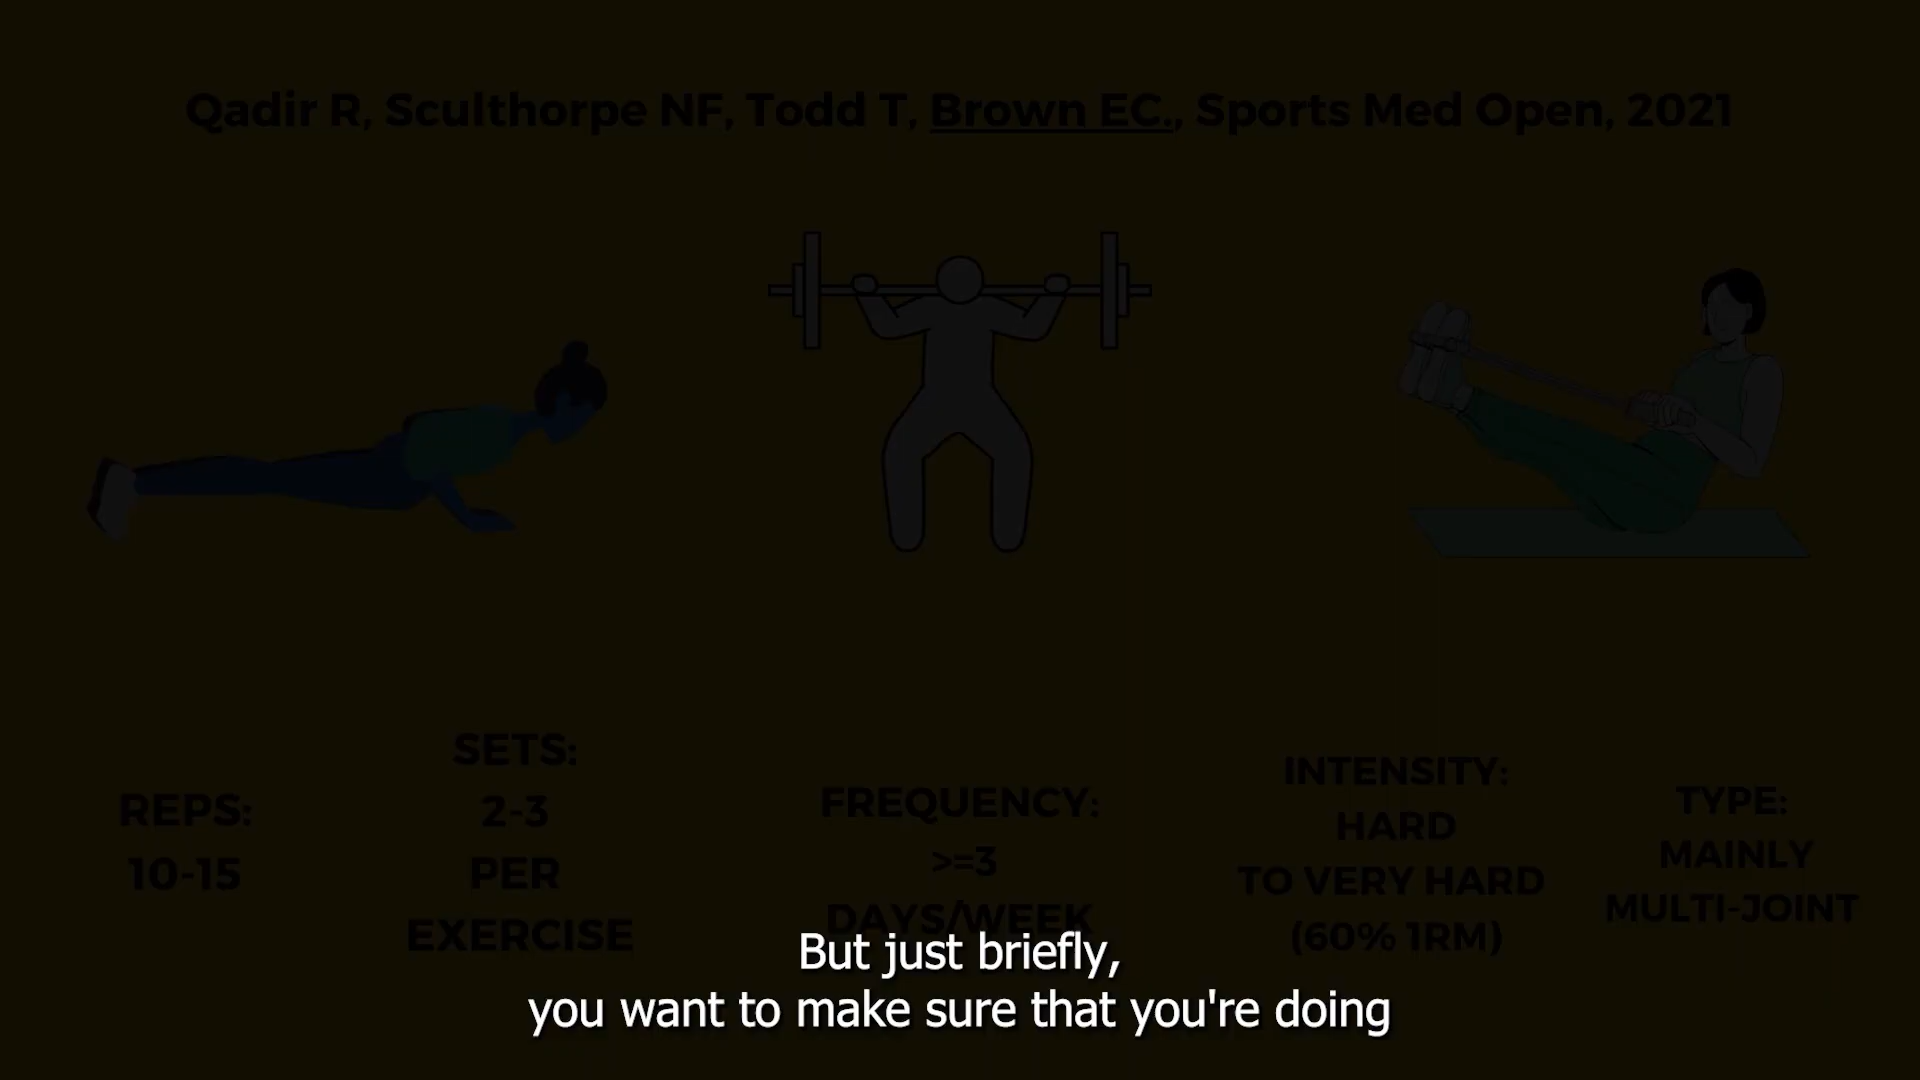 Qadir R, Sculthorpe NF, Todd T, Brown EC., Sports Med Open, 2021
REPS:
10-15
SETS:
2-3
PER
EXERCISE
FREQUENCY:
>=3
DAYS/WEEK
INTENSITY:
HARD
TO VERY HARD
(60% 1RM)
TYPE:
MAINLY
MULTI-JOINT
But just briefly,
you want to make sure that you're doing